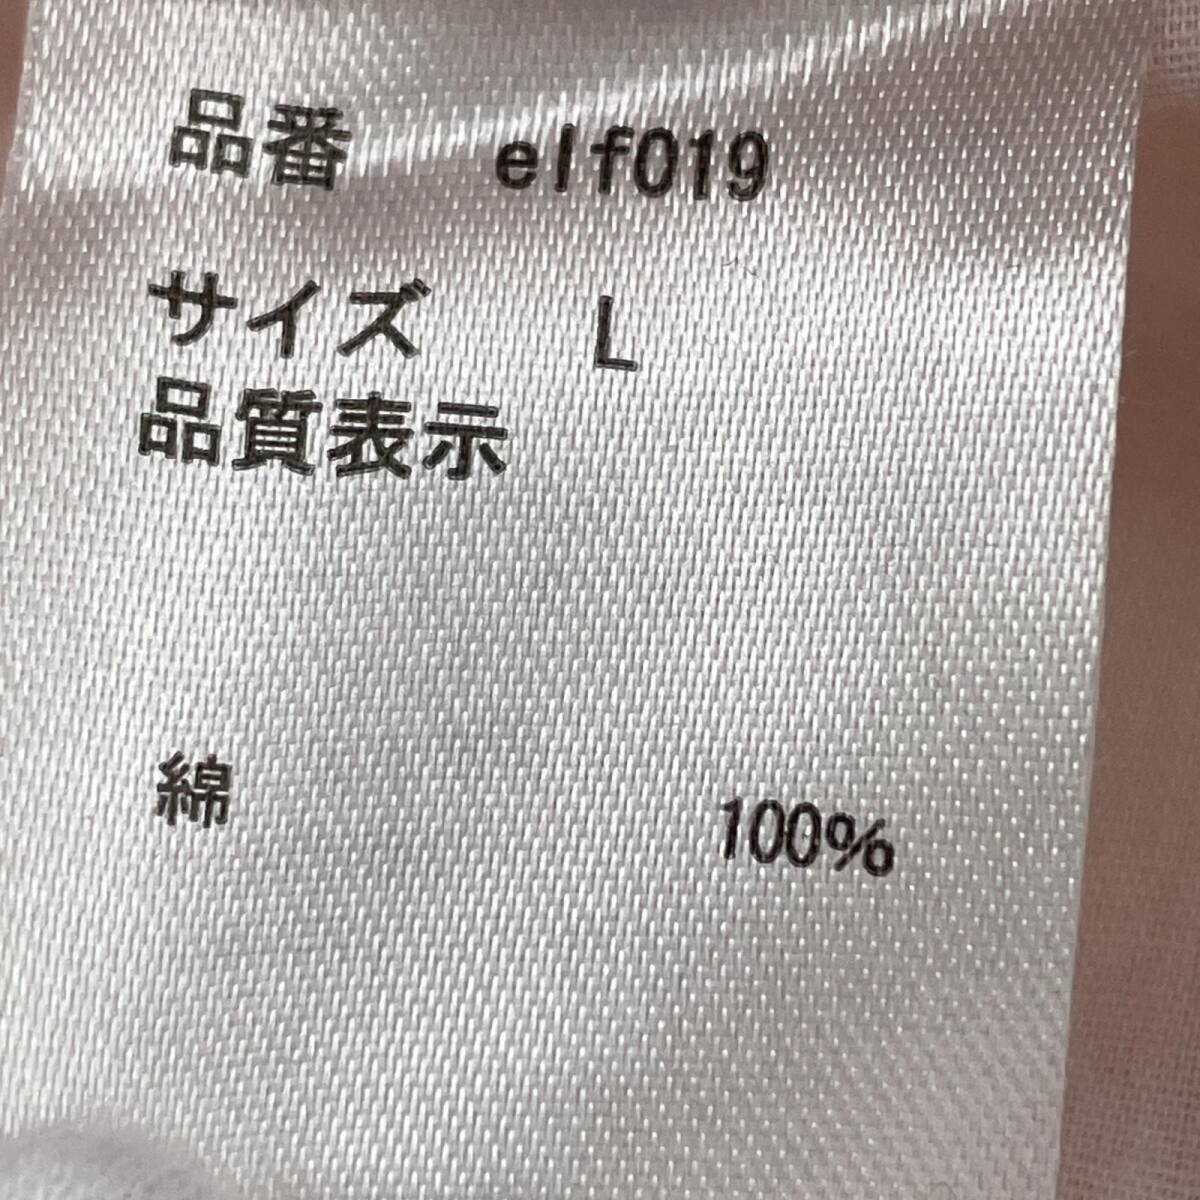 品番 elf019
サイズ L
品質表示
綿 100%